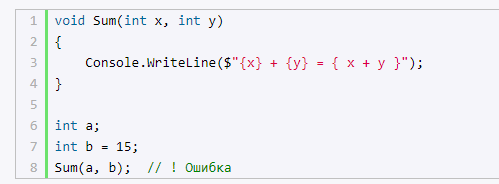 1 void Sum(int x, int y)
2 {
3     Console.WriteLine($"{x} + {y} = { x + y }");
4 }
5
6 int a;
7 int b = 15;
8 Sum(a, b);  // ! Ошибка